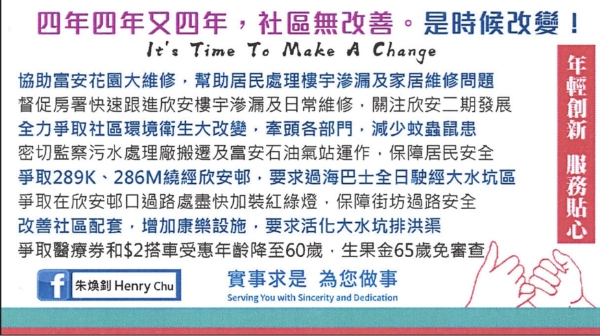 四年四年又四年，社區無改善。是時候改變！
It's Time To Make A Change
協助富安花園大維修，幫助居民處理樓宇滲漏及家居維修問題
督促房署快速跟進欣安樓宇滲漏及日常維修，關注欣安二期發展
全力爭取社區環境衛生大改變，牽頭各部門，減少蚊蟲鼠患
密切監察污水處理廠搬遷及富安石油氣站運作，保障居民安全
爭取289K、286M繞經欣安邨，要求過海巴士全日駛經大水坑區
爭取在欣安邨口過路處盡快加裝紅綠燈，保障街坊過路安全
改善社區配套，增加康樂設施，要求活化大水坑排洪渠
爭取醫療券和$2搭車受惠年齡降至60歲，生果金65歲免審查
年輕創新 服務貼心
f 朱煥釗 Henry Chu
實事求是 為您做事
Serving You with Sincerity and Dedication